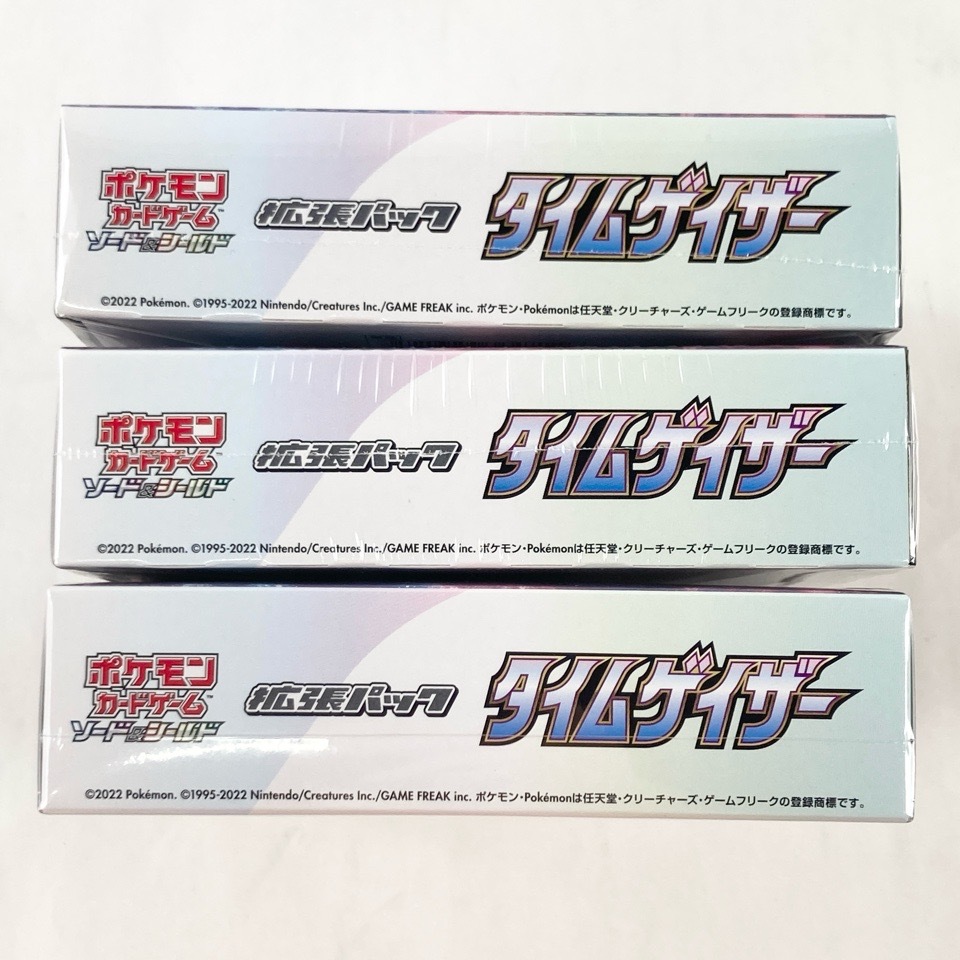 ポケモン
カードゲーム™
ソード&シールド
拡張パック
タイムゲイザー
©2022 Pokémon. ©1995-2022 Nintendo/Creatures Inc./GAME FREAK inc. ポケモン・Pokémonは任天堂・クリーチャーズ・ゲームフリークの登録商標です。
ポケモン
カードゲーム™
ソード&シールド
拡張パック
タイムゲイザー
©2022 Pokémon. ©1995-2022 Nintendo/Creatures Inc./GAME FREAK inc. ポケモン・Pokémonは任天堂・クリーチャーズ・ゲームフリークの登録商標です。
ポケモン
カードゲーム™
ソード&シールド
拡張パック
タイムゲイザー
©2022 Pokémon. ©1995-2022 Nintendo/Creatures Inc./GAME FREAK inc. ポケモン・Pokémonは任天堂・クリーチャーズ・ゲームフリークの登録商標です。